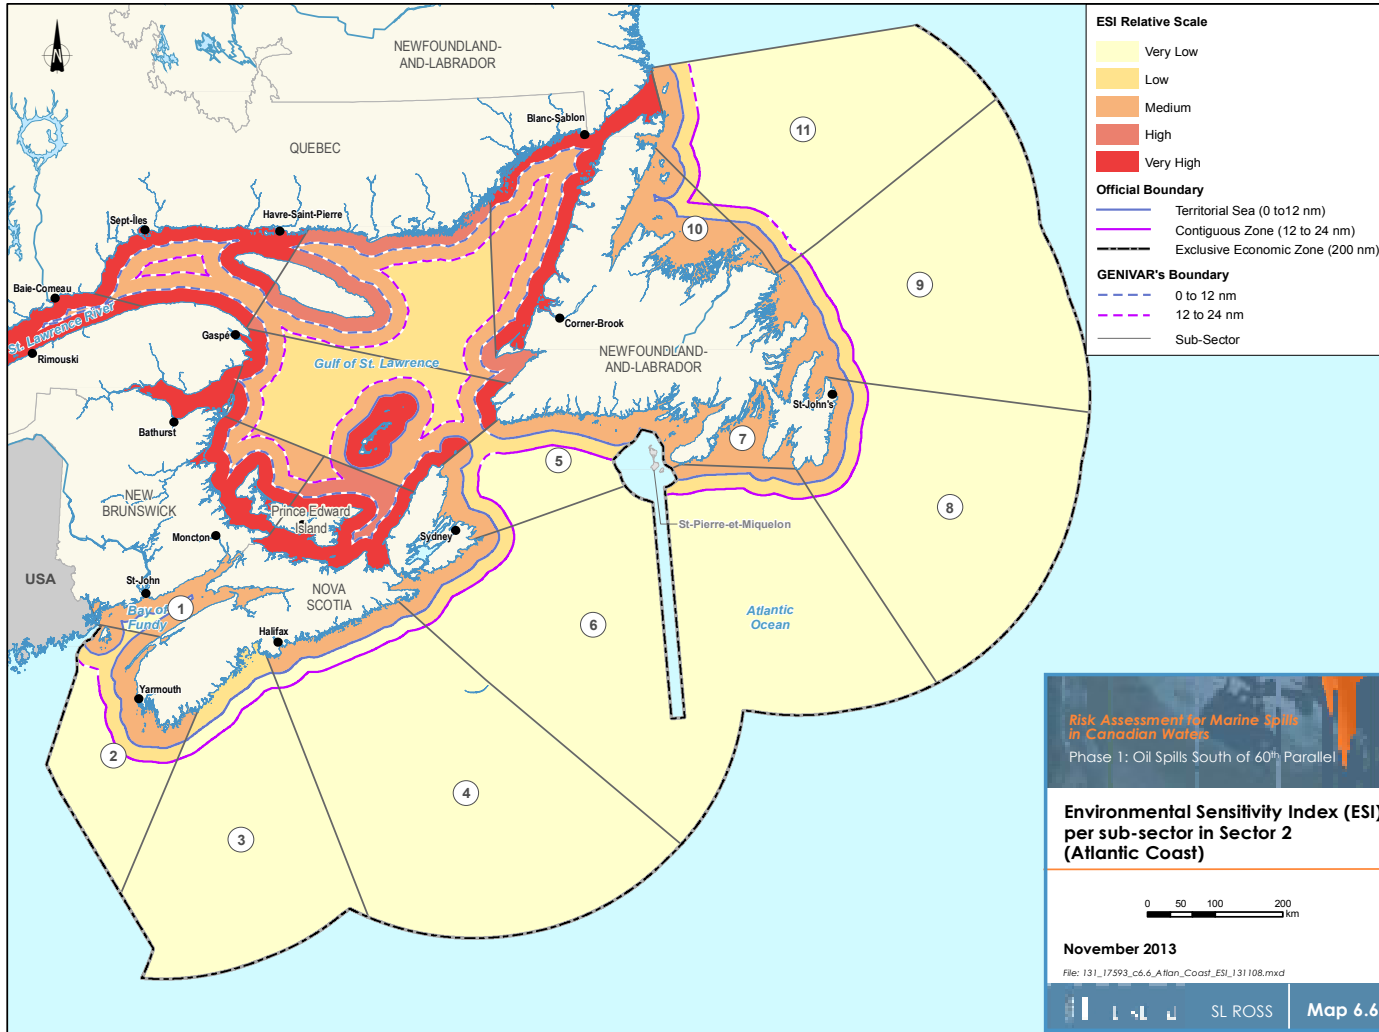 NEWFOUNDLAND-
AND-LABRADOR
Blanc-Sablon
QUEBEC
11
Sept-Îles
Havre-Saint-Pierre
10
9
Baie-Comeau
St. Lawrence River
Rimouski
Gaspé
Gulf of St. Lawrence
Corner-Brook
NEWFOUNDLAND-
AND-LABRADOR
St-John's
Bathurst
7
5
NEW
BRUNSWICK
Prince Edward
Island
Moncton
Sydney
St-Pierre-et-Miquelon
8
USA
St-John
NOVA
SCOTIA
1
Bay of
Fundy
Halifax
6
Atlantic
Ocean
Yarmouth
2
4
3
ESI Relative Scale
Very Low
Low
Medium
High
Very High
Official Boundary
Territorial Sea (0 to12 nm)
Contiguous Zone (12 to 24 nm)
Exclusive Economic Zone (200 nm)
GENIVAR's Boundary
0 to 12 nm
12 to 24 nm
Sub-Sector
Risk Assessment for Marine Spills
in Canadian Waters
Phase 1: Oil Spills South of 60th Parallel
Environmental Sensitivity Index (ESI)
per sub-sector in Sector 2
(Atlantic Coast)
0 50 100 200
km
November 2013
File: 131_17593_c6.6_Atlan_Coast_ESI_131108.mxd
SL ROSS
Map 6.6